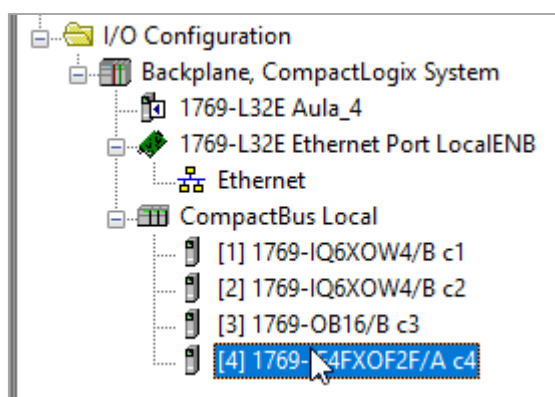 I/O Configuration
Backplane, CompactLogix System
1769-L32E Aula_4
1769-L32E Ethernet Port LocalENB
Ethernet
CompactBus Local
[1] 1769-IQ6XOW4/B c1
[2] 1769-IQ6XOW4/B c2
[3] 1769-OB16/B c3
[4] c4